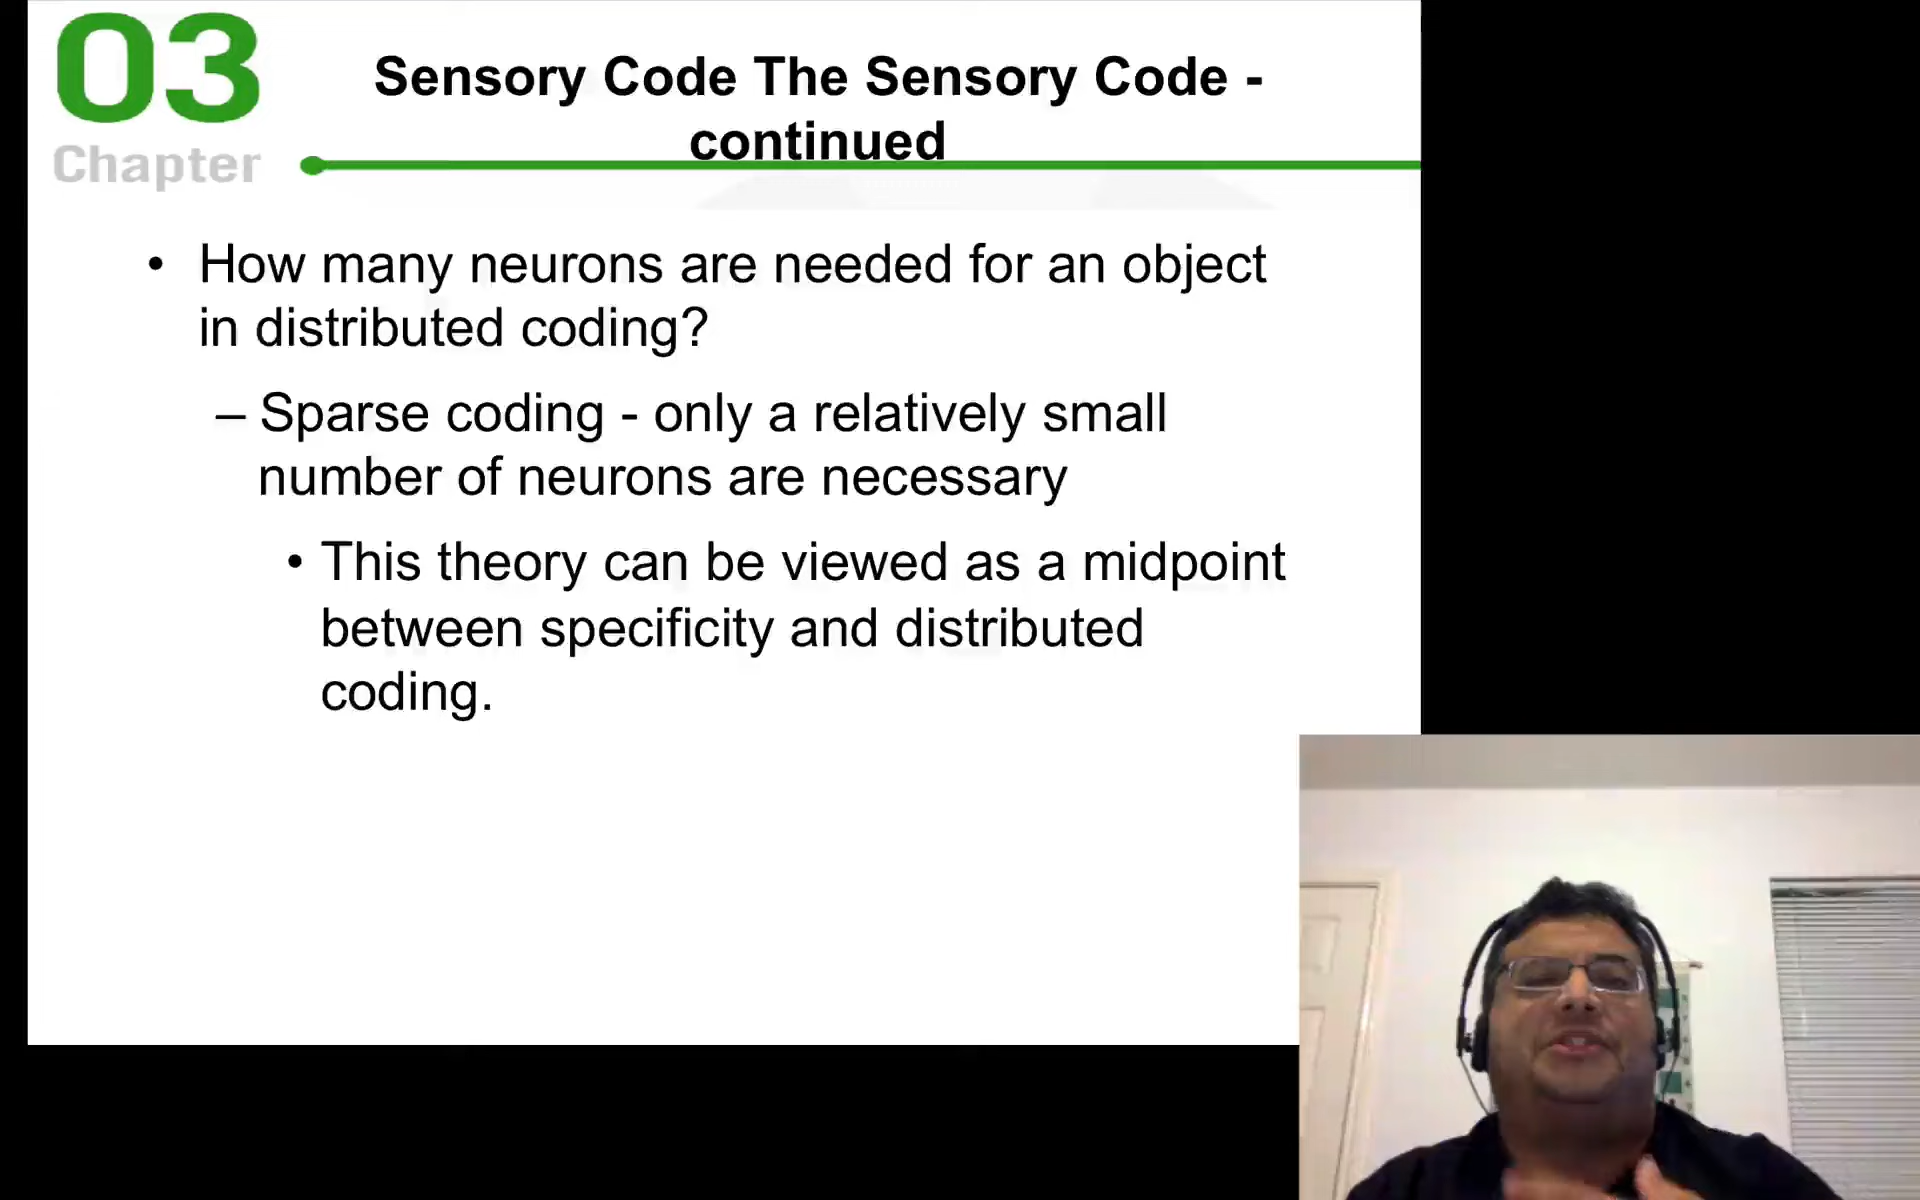 03
Chapter
Sensory Code The Sensory Code -
continued
• How many neurons are needed for an object
in distributed coding?
– Sparse coding - only a relatively small
number of neurons are necessary
• This theory can be viewed as a midpoint
between specificity and distributed
coding.